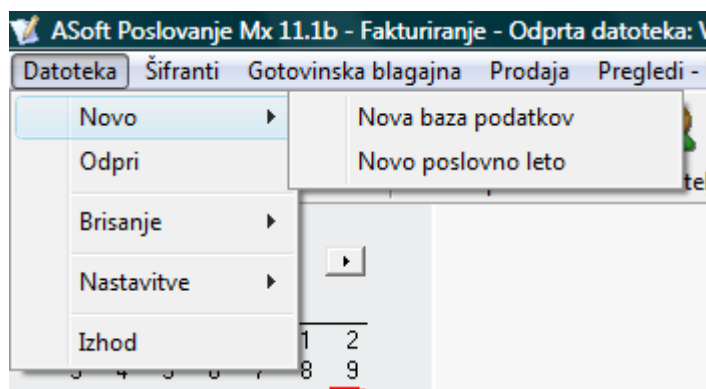 ASoft Poslovanje Mx 11.1b - Fakturiranje - Odprta datoteka:
Datoteka Šifranti Gotovinska blagajna Prodaja Pregledi -
Novo Nova baza podatkov
Odpri Novo poslovno leto
Brisanje
Nastavitve
Izhod
1 2
8 9